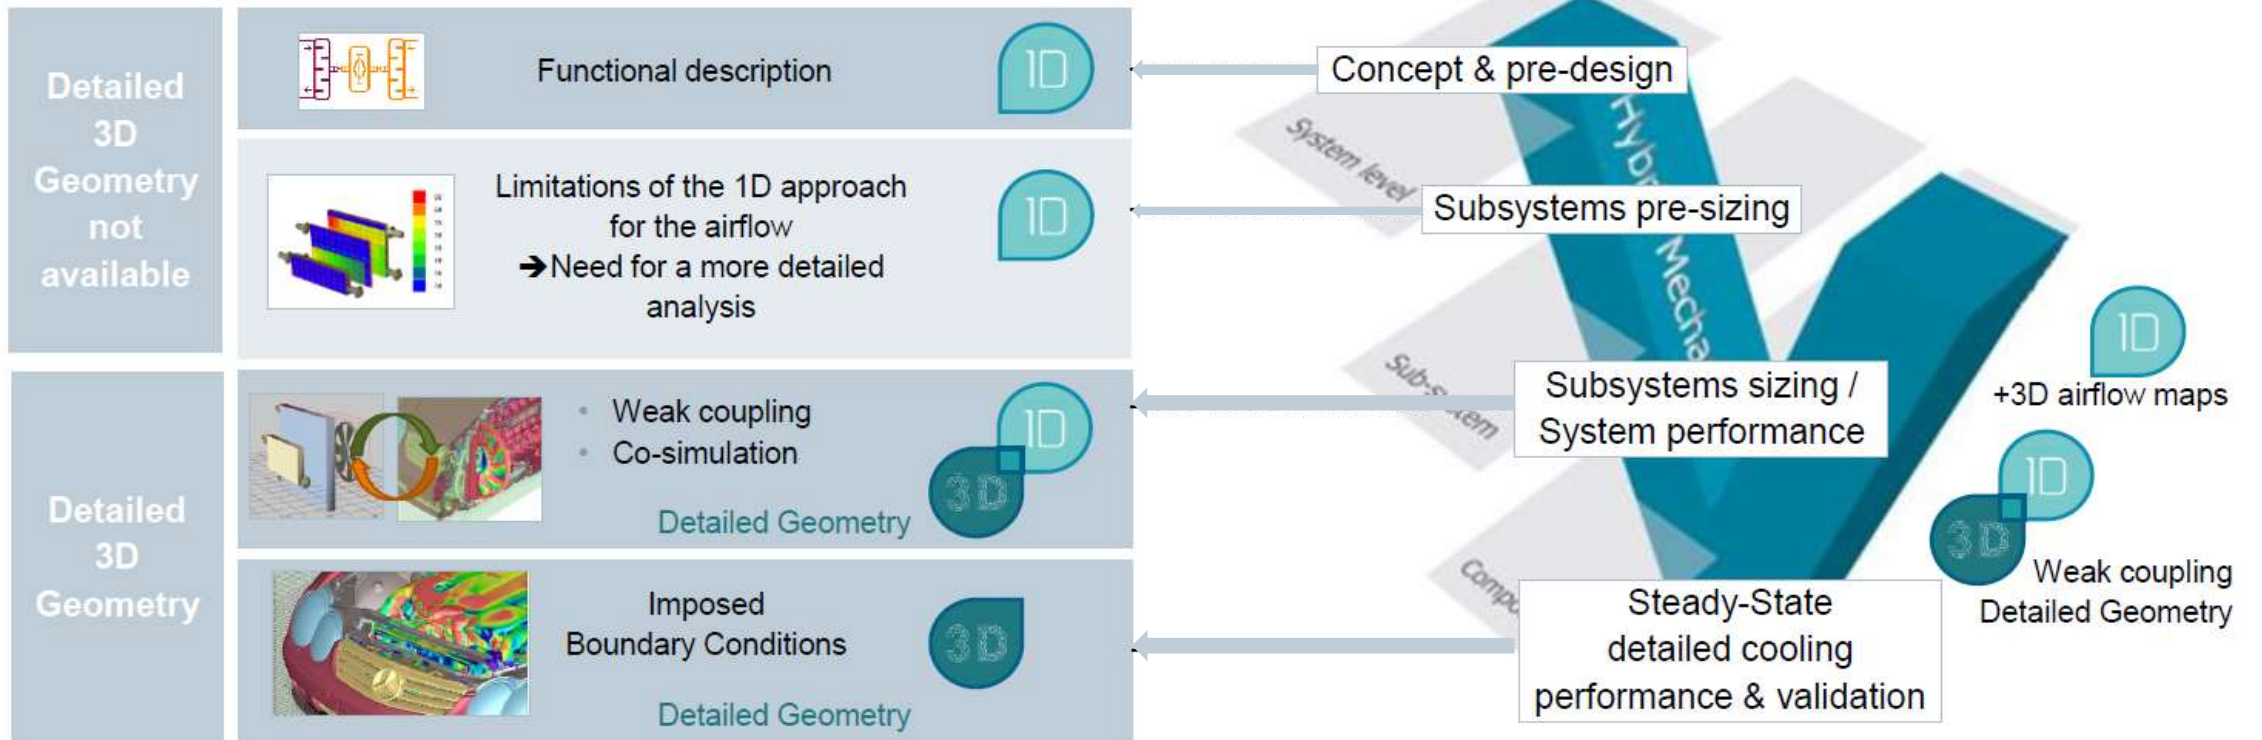 Detailed
3D
Geometry
not
available
Functional description
1D
Limitations of the 1D approach
for the airflow
➔Need for a more detailed
analysis
1D
Detailed
3D
Geometry
• Weak coupling
• Co-simulation
Detailed Geometry
1D
3D
Imposed
Boundary Conditions
Detailed Geometry
3D
Concept & pre-design
System level
Subsystems pre-sizing
Sub-system
Subsystems sizing /
System performance
Steady-State
detailed cooling
performance & validation
1D
+3D airflow maps
1D
3D
Weak coupling
Detailed Geometry